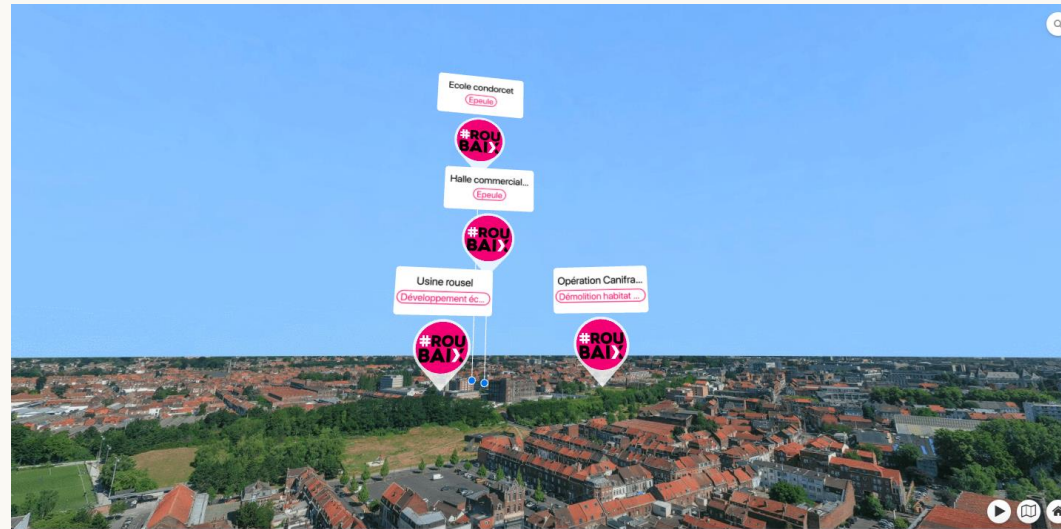 Ecole condorcet
Epeule
#ROU
BAIX
Halle commercial...
Epeule
#ROU
BAIX
Usine rousel
Développement éc...
#ROU
BAIX
Opération Canifra...
Démolition habitat ...
#ROU
BAIX